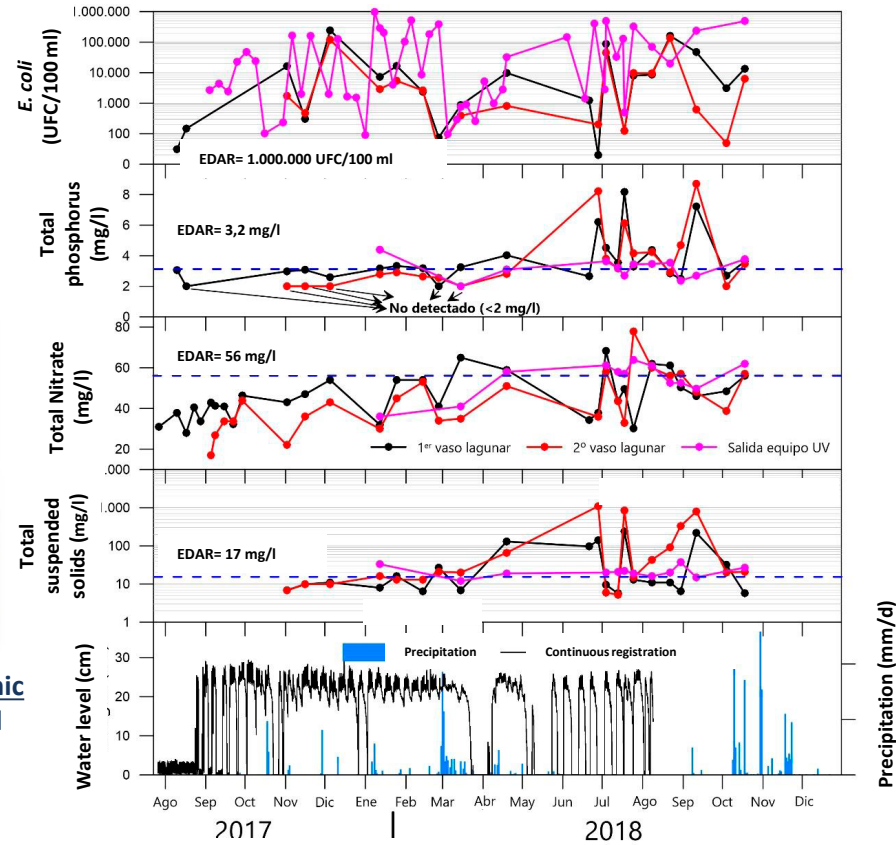 E. coli
(UFC/100 ml)
1.000.000
100.000
10.000
1.000
100
0
EDAR= 1.000.000 UFC/100 ml
Total
phosphorus
(mg/l)
8
6
4
2
0
EDAR= 3,2 mg/l
No detectado (<2 mg/l)
Total Nitrate
(mg/l)
80
60
40
20
EDAR= 56 mg/l
1er vaso lagunar
2º vaso lagunar
Salida equipo UV
Total
suspended
solids (mg/l)
.000
1.000
100
10
1
EDAR= 17 mg/l
Water level (cm)
30
20
10
0
Precipitation
Continuous registration
Precipitation (mm/d)
nic
Ago Sep Oct Nov Dic Ene Feb Mar Abr May Jun Jul Ago Sep Oct Nov Dic
2017 2018